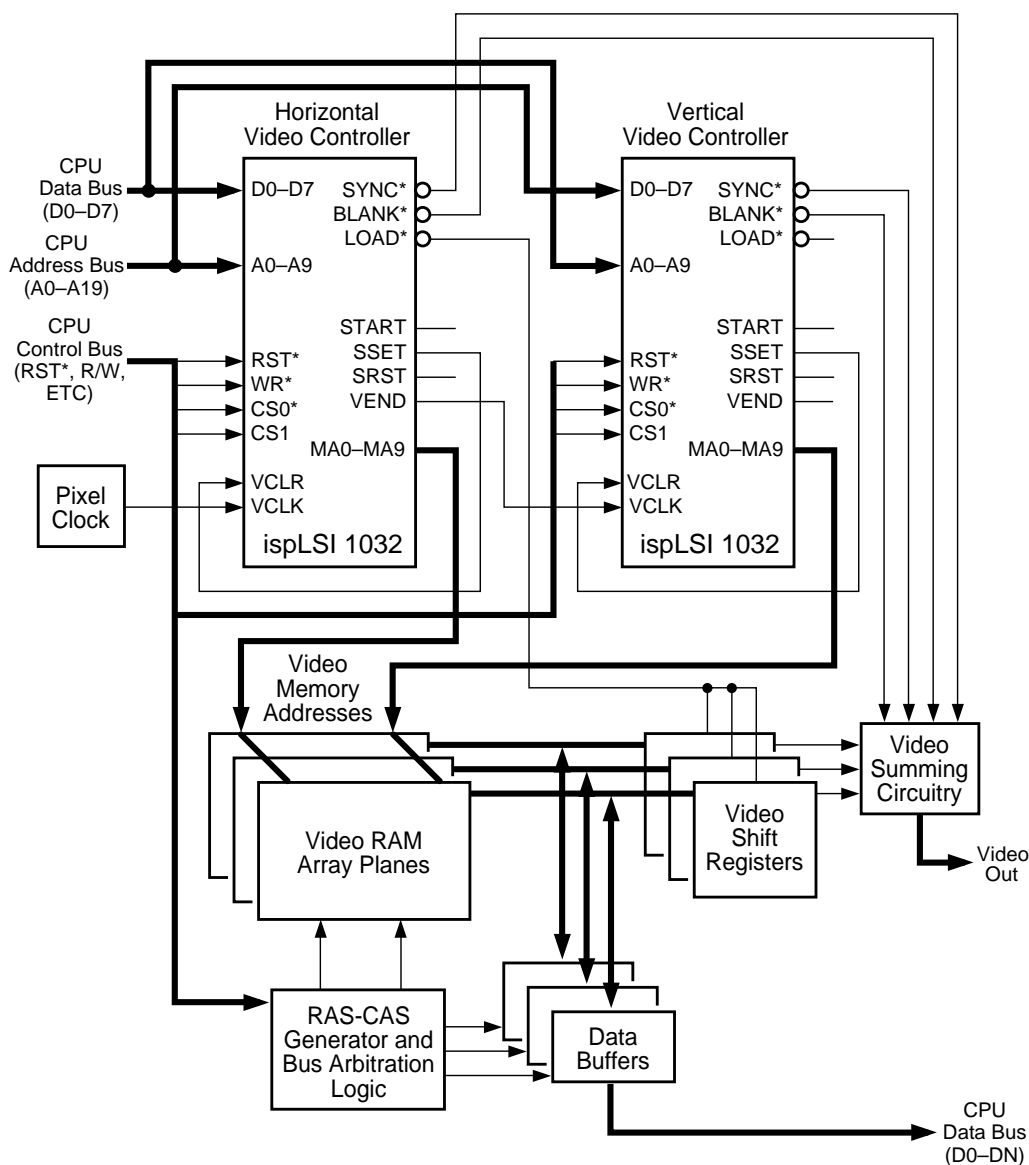 Horizontal
Video Controller
Vertical
Video Controller
CPU
Data Bus
(D0–D7)
CPU
Address Bus
(A0–A19)
CPU
Control Bus
(RST*, R/W,
ETC)
Pixel
Clock
D0–D7
A0–A9
RST*
WR*
CS0*
CS1
VCLR
VCLK
SYNC*
BLANK*
LOAD*
START
SSET
SRST
VEND
MA0–MA9
ispLSI 1032
D0–D7
A0–A9
RST*
WR*
CS0*
CS1
VCLR
VCLK
SYNC*
BLANK*
LOAD*
START
SSET
SRST
VEND
MA0–MA9
ispLSI 1032
Video
Memory
Addresses
Video RAM
Array Planes
Video
Shift
Registers
Video
Summing
Circuitry
Video
Out
RAS-CAS
Generator and
Bus Arbitration
Logic
Data
Buffers
CPU
Data Bus
(D0–DN)